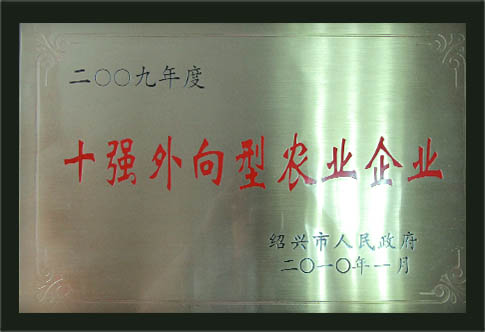 二〇〇九年度
十强外向型农业企业
绍兴市人民政府
二〇一〇年一月